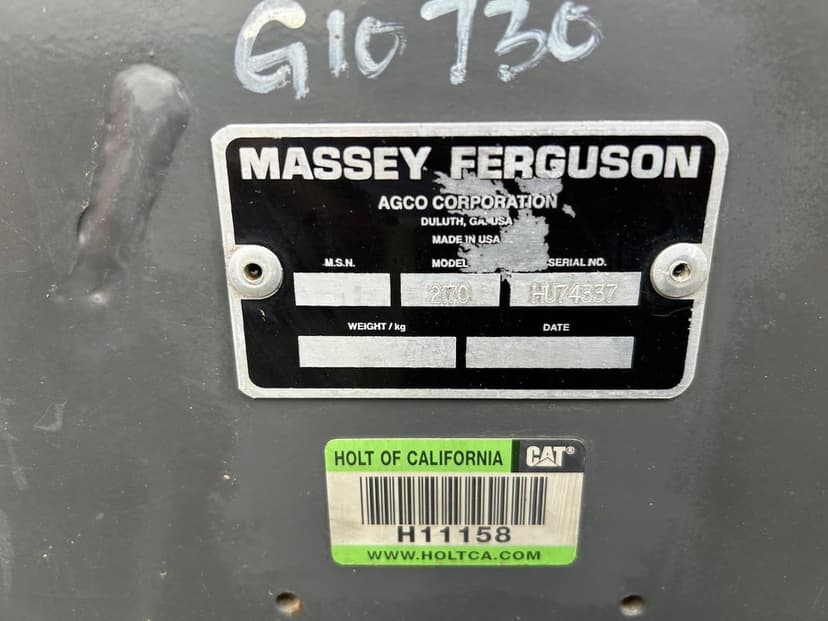 G10730
MASSEY FERGUSON
AGCO CORPORATION
DULUTH, GA. USA
MADE IN USA
M.S.N. MODEL SERIAL NO.
2170 HU74337
WEIGHT / kg DATE
HOLT OF CALIFORNIA CAT®
H11158
WWW.HOLTCA.COM